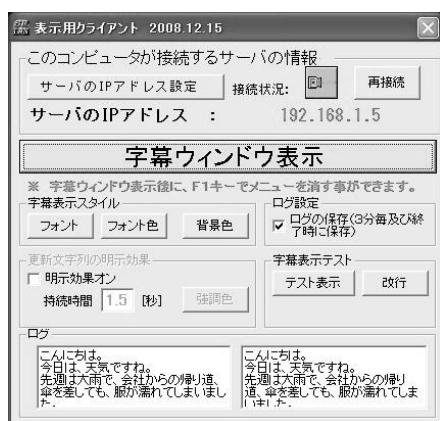 表示用クライアント 2008.12.15
このコンピュータが接続するサーバの情報
サーバのIPアドレス設定 接続状況: 再接続
サーバのIPアドレス : 192.168.1.5
字幕ウィンドウ表示
※ 字幕ウィンドウ表示後に、F1キーでメニューを消す事ができます。
字幕表示スタイル
フォント フォント色 背景色
ログ設定
ログの保存(3分毎及び終
了時に保存)
更新文字列の明示効果
明示効果オン
持続時間 1.5 [秒] 強調色
字幕表示テスト
テスト表示 改行
ログ
こんにちは。
今日は、天気ですね。
先週は大雨で、会社からの帰り道、
傘を差しても、服が濡れてしまいまし
た。
こんにちは。
今日は、天気ですね。
先週は大雨で、会社からの帰り
道、傘を差しても、服が濡れてしま
いました。